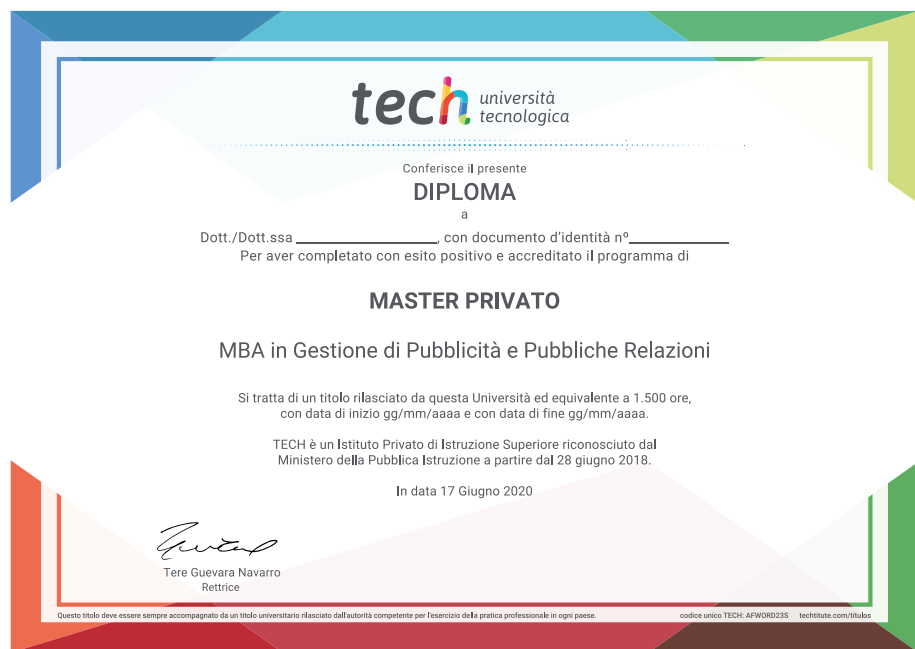 tech università
tecnologica
Conferisce il presente
DIPLOMA
a
Dott./Dott.ssa ____________________, con documento d'identità nº______________
Per aver completato con esito positivo e accreditato il programma di
MASTER PRIVATO
MBA in Gestione di Pubblicità e Pubbliche Relazioni
Si tratta di un titolo rilasciato da questa Università ed equivalente a 1.500 ore,
con data di inizio gg/mm/aaaa e con data di fine gg/mm/aaaa.
TECH è un Istituto Privato di Istruzione Superiore riconosciuto dal
Ministero della Pubblica Istruzione a partire dal 28 giugno 2018.
In data 17 Giugno 2020
Tere Guevara Navarro
Rettrice
Questo titolo deve essere sempre accompagnato da un titolo universitario rilasciato dall'autorità competente per l'esercizio della pratica professionale in ogni paese. codice unico TECH: AFWORD23S techtitute.com/titulos